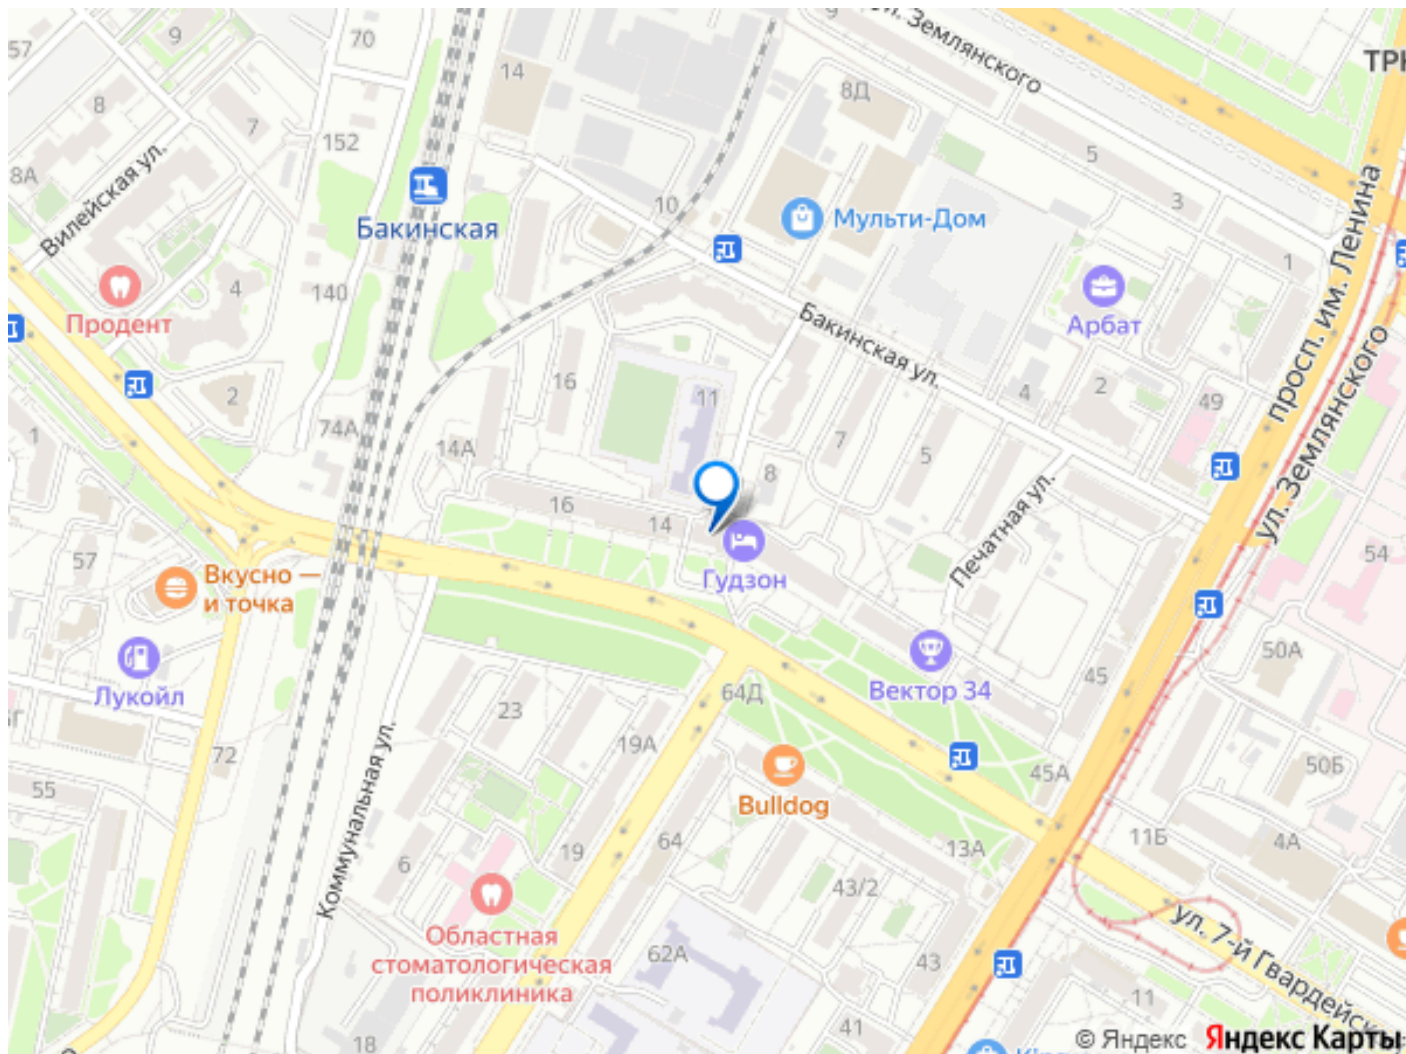 9
ул. Землянского
57
9
70
ТРК
14
8Д
8
7
152
5
8А
Вилейская ул.
3
10
Бакинская
Мульти-Дом
просп. им. Ленина
1
4
140
Продент
Арбат
Бакинская ул.
ул. Землянского
16
11
2
2
4
49
1
74А
14А
7
5
8
Печатная ул.
16
14
54
57
Вкусно —
и точка
Гудзон
50А
Лукойл
Вектор 34
45
64Д
23
19А
72
45А
50Б
55
Коммунальная ул.
Bulldog
11Б
4А
64
13А
19
6
43/2
ул. 7-й Гвардейск
Областная
стоматологическая
поликлиника
62А
43
11
41
18
© Яндекс Яндекс Карты